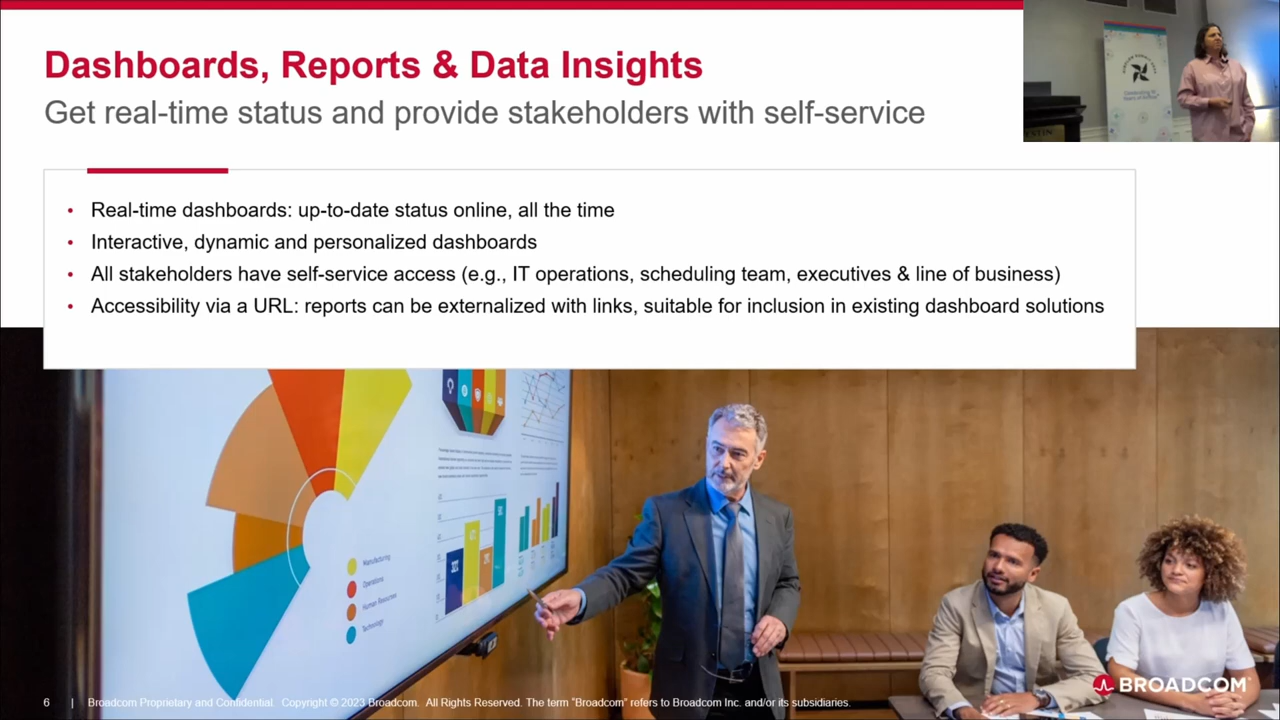 Dashboards, Reports & Data Insights
Get real-time status and provide stakeholders with self-service
• Real-time dashboards: up-to-date status online, all the time
• Interactive, dynamic and personalized dashboards
• All stakeholders have self-service access (e.g., IT operations, scheduling team, executives & line of business)
• Accessibility via a URL: reports can be externalized with links, suitable for inclusion in existing dashboard solutions
Manufacturing
Operations
Human Resources
Technology
6 | Broadcom Proprietary and Confidential. Copyright © 2023 Broadcom. All Rights Reserved. The term "Broadcom" refers to Broadcom Inc. and/or its subsidiaries.
BROADCOM